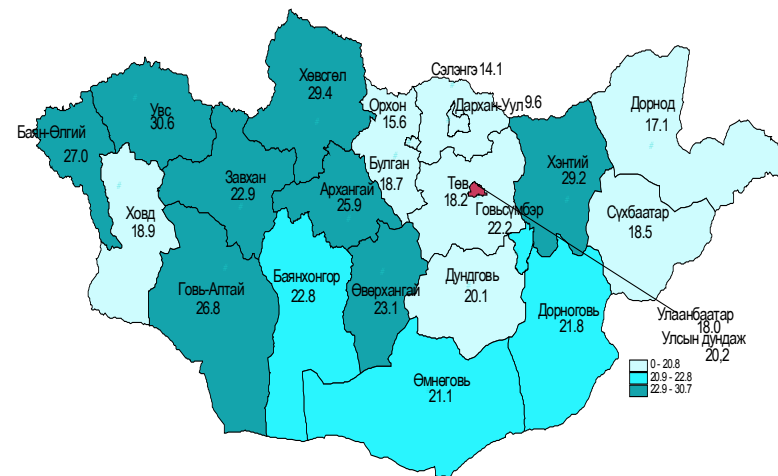 Хөвсгөл
29.4
Сэлэнгэ 14.1
Орхон
15.6
Дархан-Уул 9.6
Дорнод
17.1
Увс
30.6
Баян-Өлгий
27.0
Завхан
22.9
Булган
18.7
Архангай
25.9
Төв
18.2
Хэнтий
29.2
Говьсүмбэр
22.2
Сүхбаатар
18.5
Ховд
18.9
Говь-Алтай
26.8
Баянхонгор
22.8
Өвөрхангай
23.1
Дундговь
20.1
Дорноговь
21.8
Улаанбаатар
18.0
Улсын дундаж
20,2
Өмнөговь
21.1
0 - 20.8
20.9 - 22.8
22.9 - 30.7